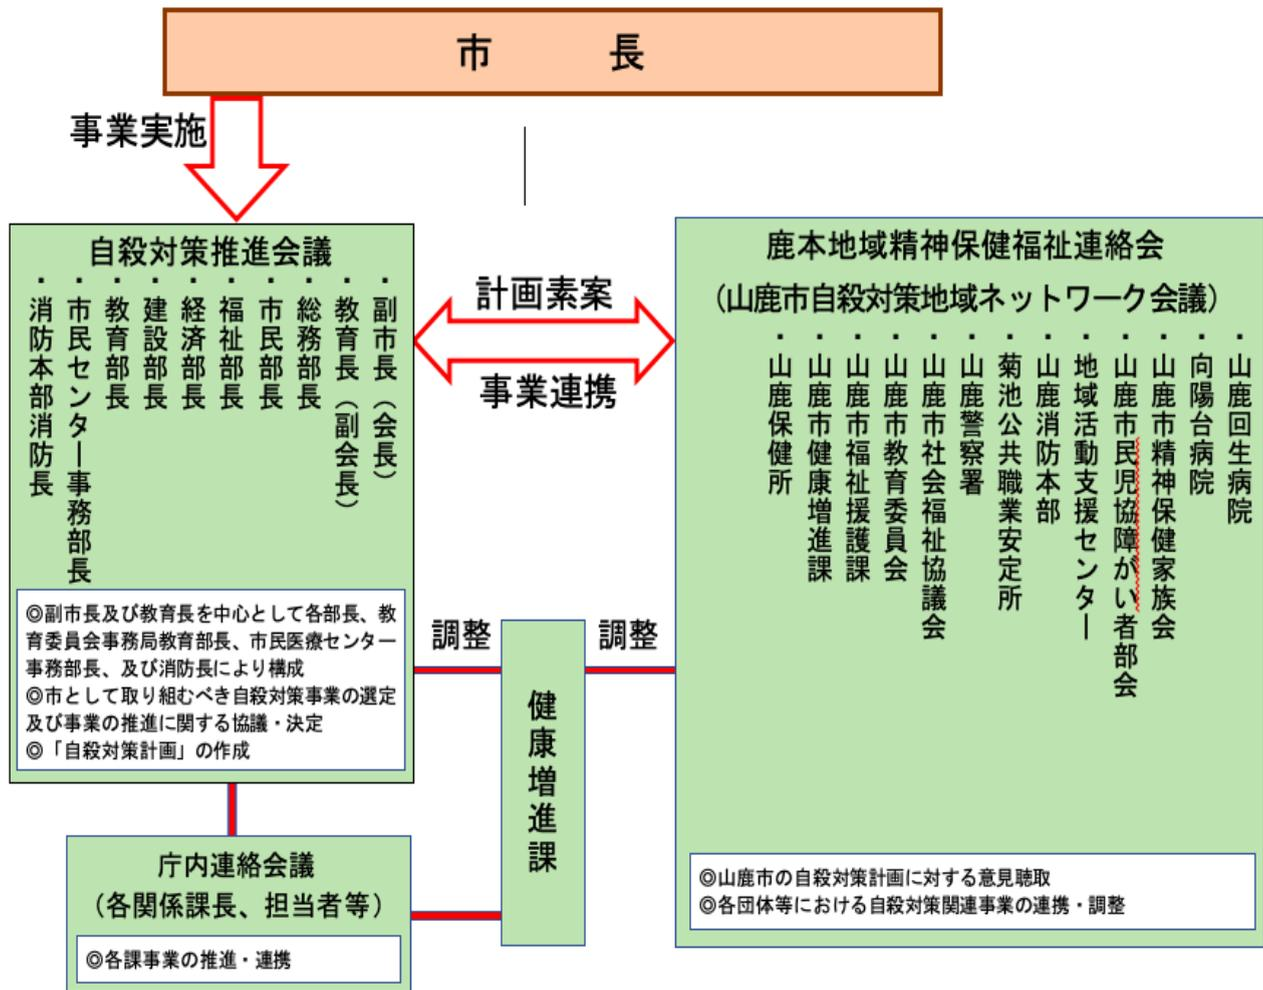 市　長
事業実施
自殺対策推進会議
・副市長（会長）
・教育長（副会長）
・総務部長
・市民部長
・福祉部長
・経済部長
・建設部長
・教育部長
・市民センター事務部長
・消防本部消防長
◎副市長及び教育長を中心として各部長、教
育委員会事務局教育部長、市民医療センター
事務部長、及び消防長により構成
◎市として取り組むべき自殺対策事業の選定
及び事業の推進に関する協議・決定
◎「自殺対策計画」の作成
計画素案
事業連携
鹿本地域精神保健福祉連絡会
（山鹿市自殺対策地域ネットワーク会議）
・山鹿回生病院
・向陽台病院
・山鹿市精神保健家族会
・山鹿市民児協障がい者部会
・地域活動支援センター
・山鹿消防本部
・菊池公共職業安定所
・山鹿警察署
・山鹿市社会福祉協議会
・山鹿市教育委員会
・山鹿市福祉援護課
・山鹿市健康増進課
・山鹿保健所
◎山鹿市の自殺対策計画に対する意見聴取
◎各団体等における自殺対策関連事業の連携・調整
調整
調整
健康増進課
庁内連絡会議
（各関係課長、担当者等）
◎各課事業の推進・連携